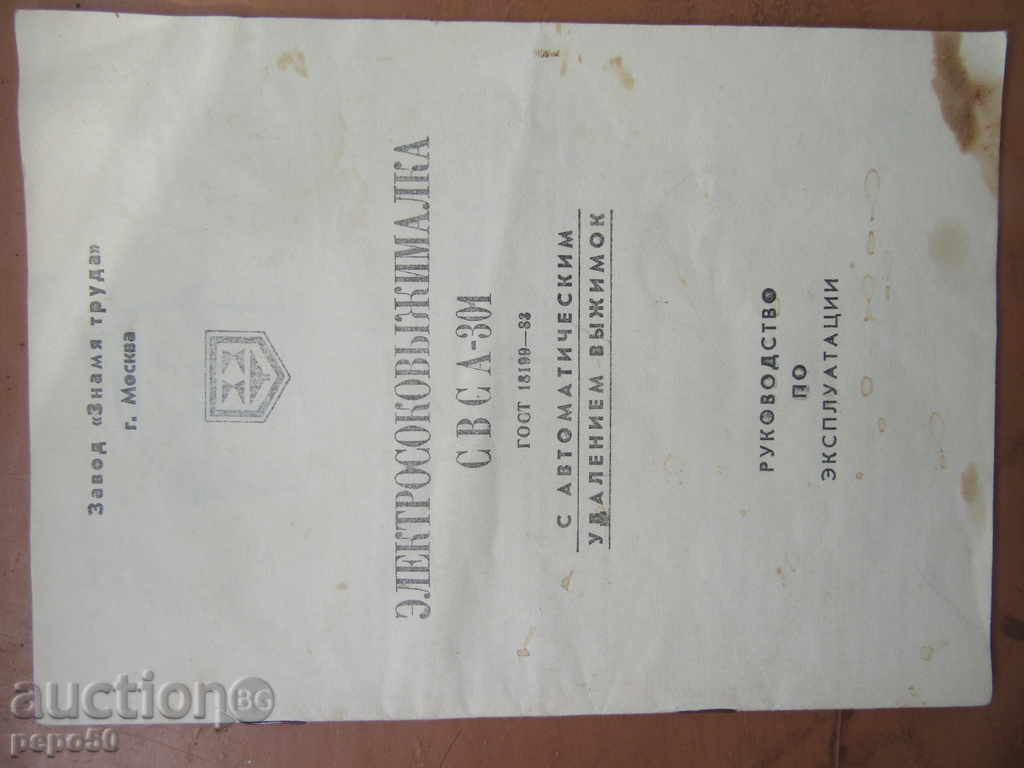 Завод «Знамя труда»
г. Москва
ЭЛЕКТРОСОКОВЫЖИМАЛКА
СВСА-301
ГОСТ 18199—83
С АВТОМАТИЧЕСКИМ
УДАЛЕНИЕМ ВЫЖИМОК
РУКОВОДСТВО
ПО
ЭКСПЛУАТАЦИИ
auction BG
pepo50